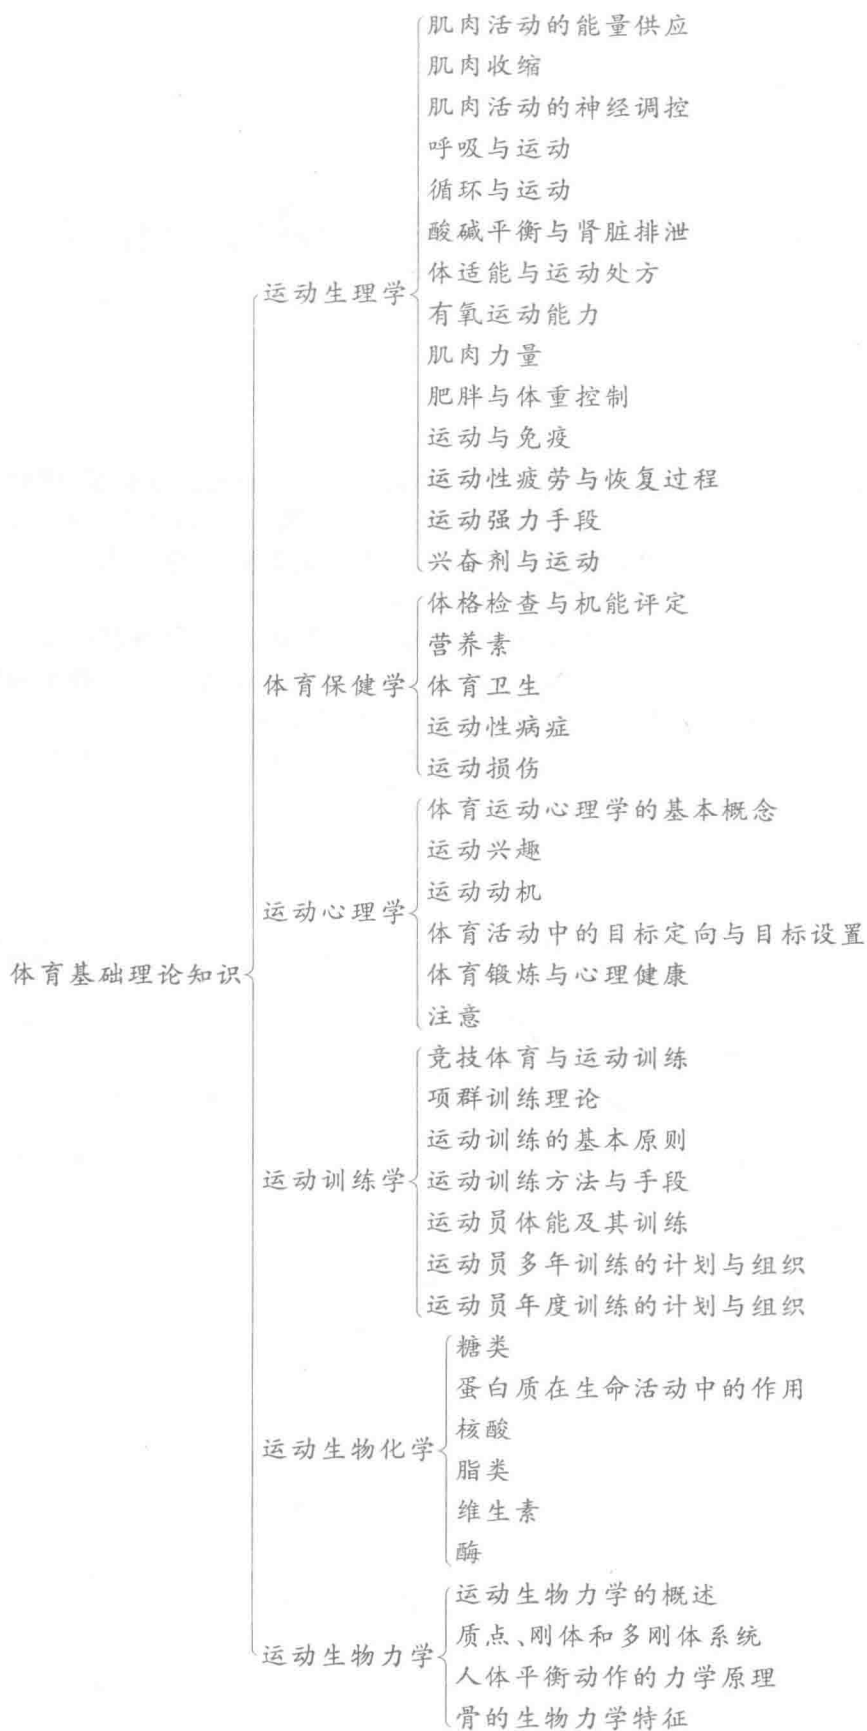 体育基础理论知识
运动生理学
肌肉活动的能量供应
肌肉收缩
肌肉活动的神经调控
呼吸与运动
循环与运动
酸碱平衡与肾脏排泄
体适能与运动处方
有氧运动能力
肌肉力量
肥胖与体重控制
运动与免疫
运动性疲劳与恢复过程
运动强力手段
兴奋剂与运动
体育保健学
体格检查与机能评定
营养素
体育卫生
运动性病症
运动损伤
运动心理学
体育运动心理学的基本概念
运动兴趣
运动动机
体育活动中的目标定向与目标设置
体育锻炼与心理健康
注意
运动训练学
竞技体育与运动训练
项群训练理论
运动训练的基本原则
运动训练方法与手段
运动员体能及其训练
运动员多年训练的计划与组织
运动员年度训练的计划与组织
运动生物化学
糖类
蛋白质在生命活动中的作用
核酸
脂类
维生素
酶
运动生物力学
运动生物力学的概述
质点、刚体和多刚体系统
人体平衡动作的力学原理
骨的生物力学特征